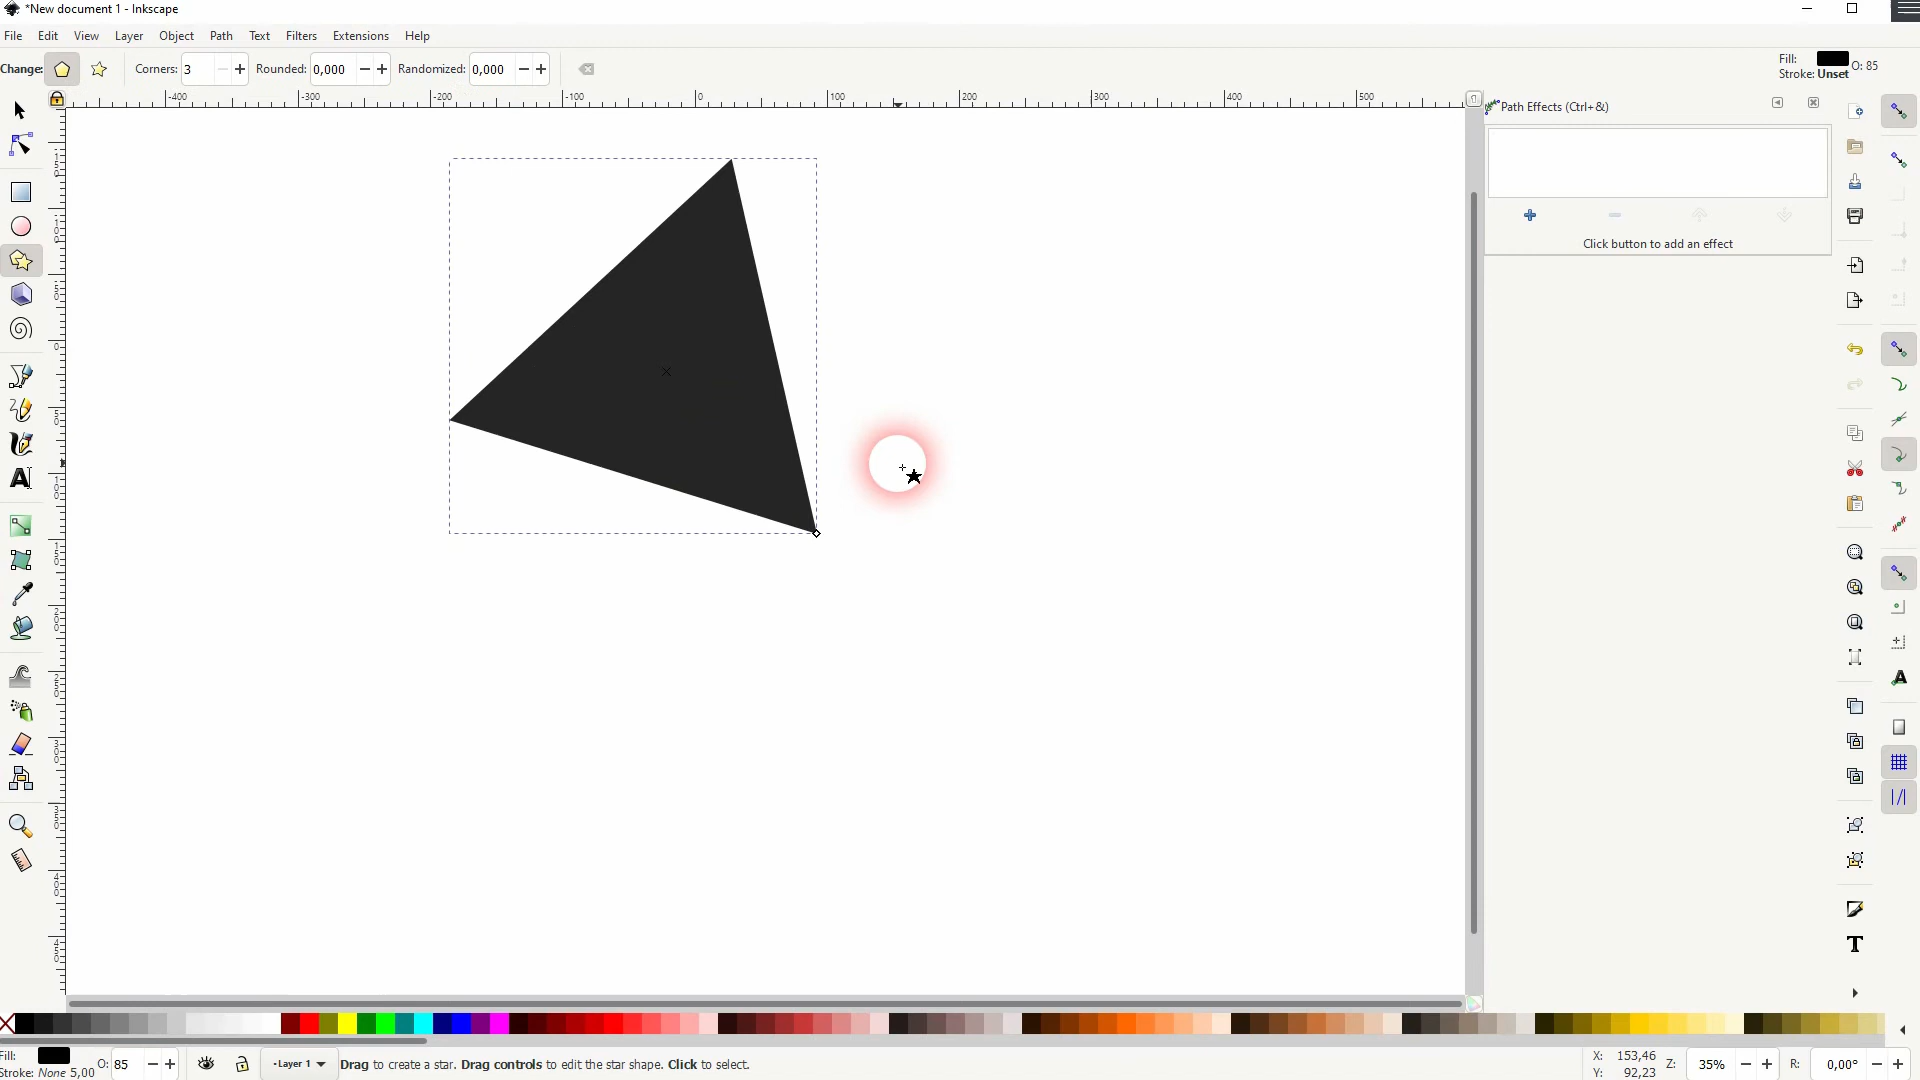 *New document 1 - Inkscape
File Edit View Layer Object Path Text Filters Extensions Help
Change: Corners: 3 Rounded: 0,000 Randomized: 0,000
Fill: O: 85
Stroke: Unset
-400 -300 -200 -100 0 100 200 300 400 500
Path Effects (Ctrl+&)
Click button to add an effect
Fill: O: 85
Stroke: None 5,00
-Layer 1
Drag to create a star. Drag controls to edit the star shape. Click to select.
X: 153,46
Y: 92,23
Z: 35%
R: 0,00°